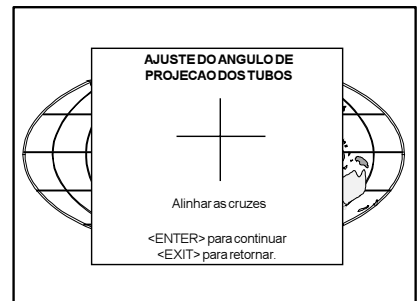 AJUSTE DO ANGULO DE
PROJECAO DOS TUBOS
Alinhar as cruzes
<ENTER> para continuar
<EXIT> para retornar.